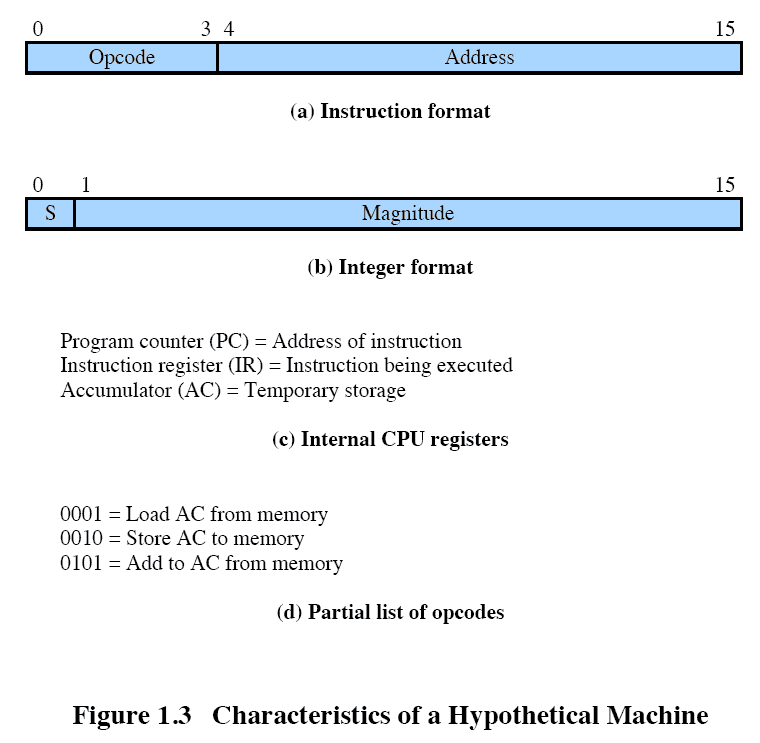 0 3 4 15
Opcode Address
(a) Instruction format
0 1 15
S Magnitude
(b) Integer format
Program counter (PC) = Address of instruction
Instruction register (IR) = Instruction being executed
Accumulator (AC) = Temporary storage
(c) Internal CPU registers
0001 = Load AC from memory
0010 = Store AC to memory
0101 = Add to AC from memory
(d) Partial list of opcodes
Figure 1.3 Characteristics of a Hypothetical Machine